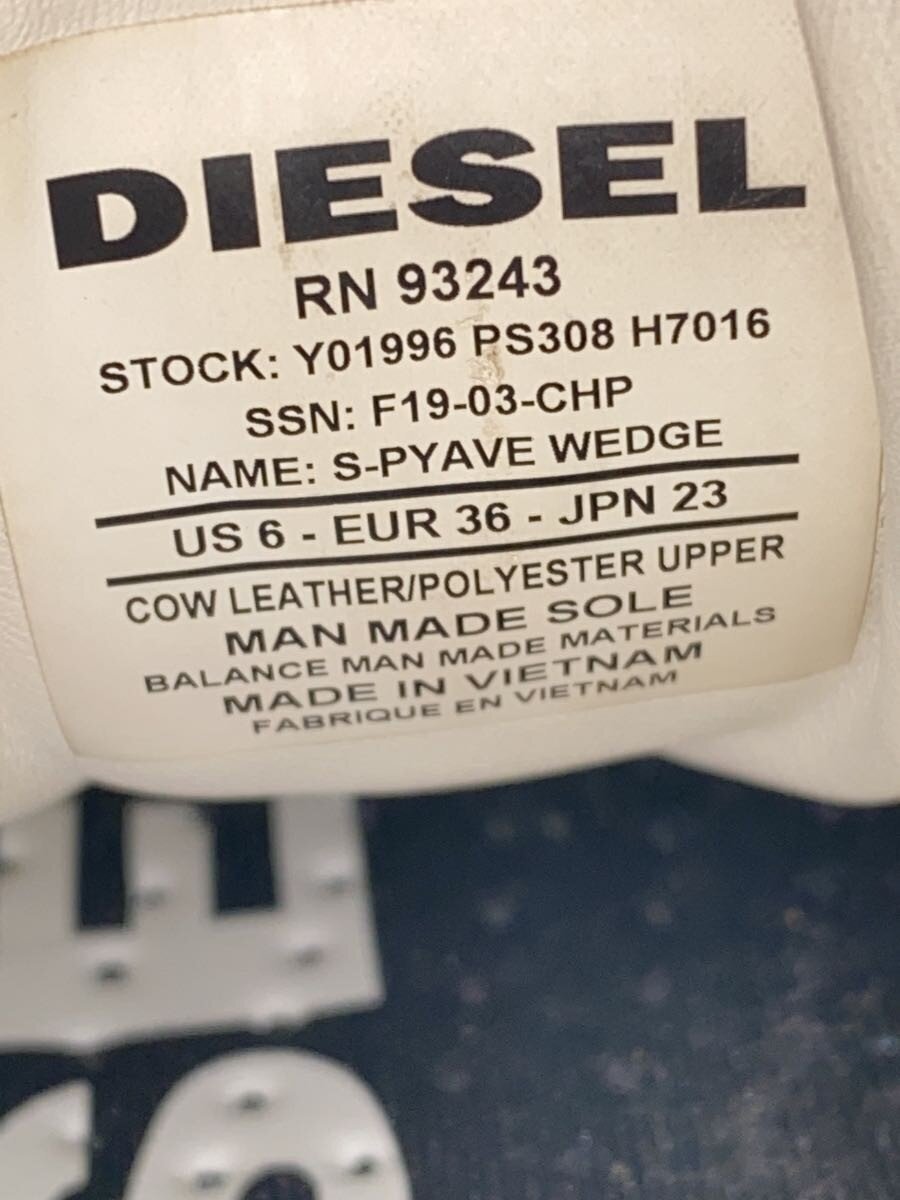 DIESEL
RN 93243
STOCK: Y01996 PS308 H7016
SSN: F19-03-CHP
NAME: S-PYAVE WEDGE
US 6 - EUR 36 - JPN 23
COW LEATHER/POLYESTER UPPER
MAN MADE SOLE
BALANCE MAN MADE MATERIALS
MADE IN VIETNAM
FABRIQUE EN VIETNAM